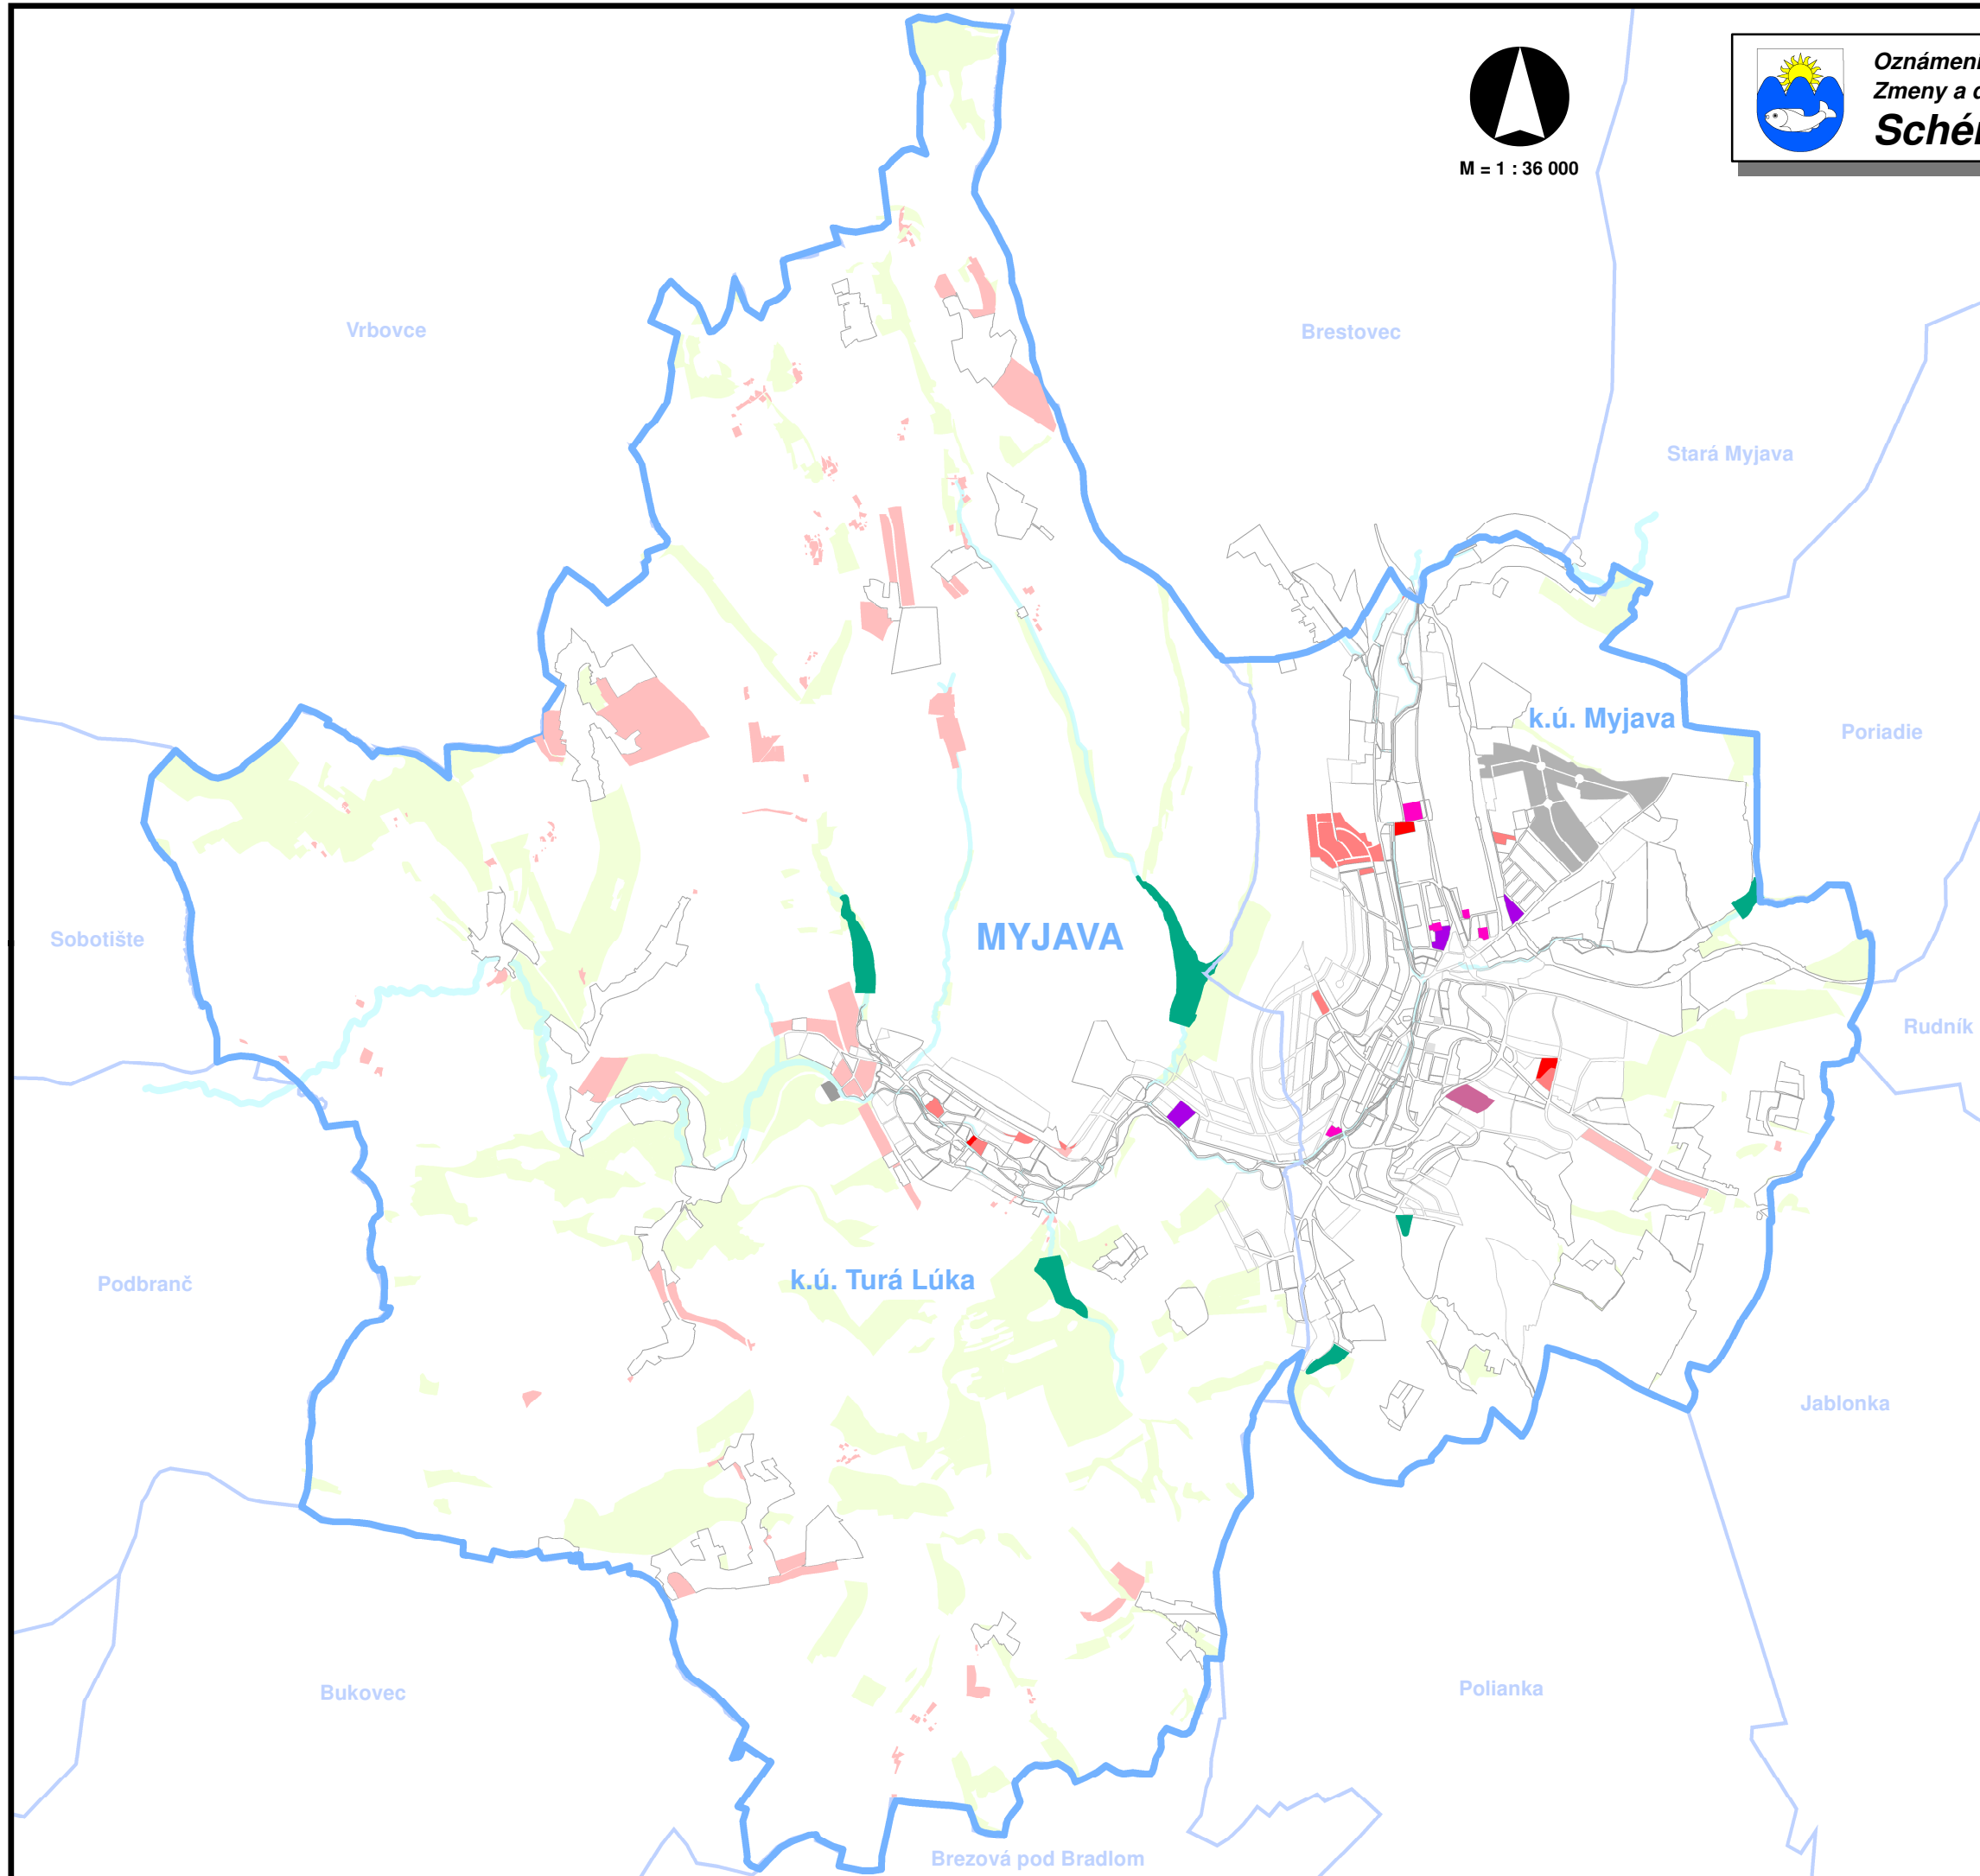 Oznámeni
Zmeny a d
Schém
M = 1 : 36 000
Vrbovce
Brestovec
Stará Myjava
k.ú. Myjava
Poriadie
MYJAVA
Sobotište
Rudník
k.ú. Turá Lúka
Podbranč
Jablonka
Bukovec
Polianka
Brezová pod Bradlom